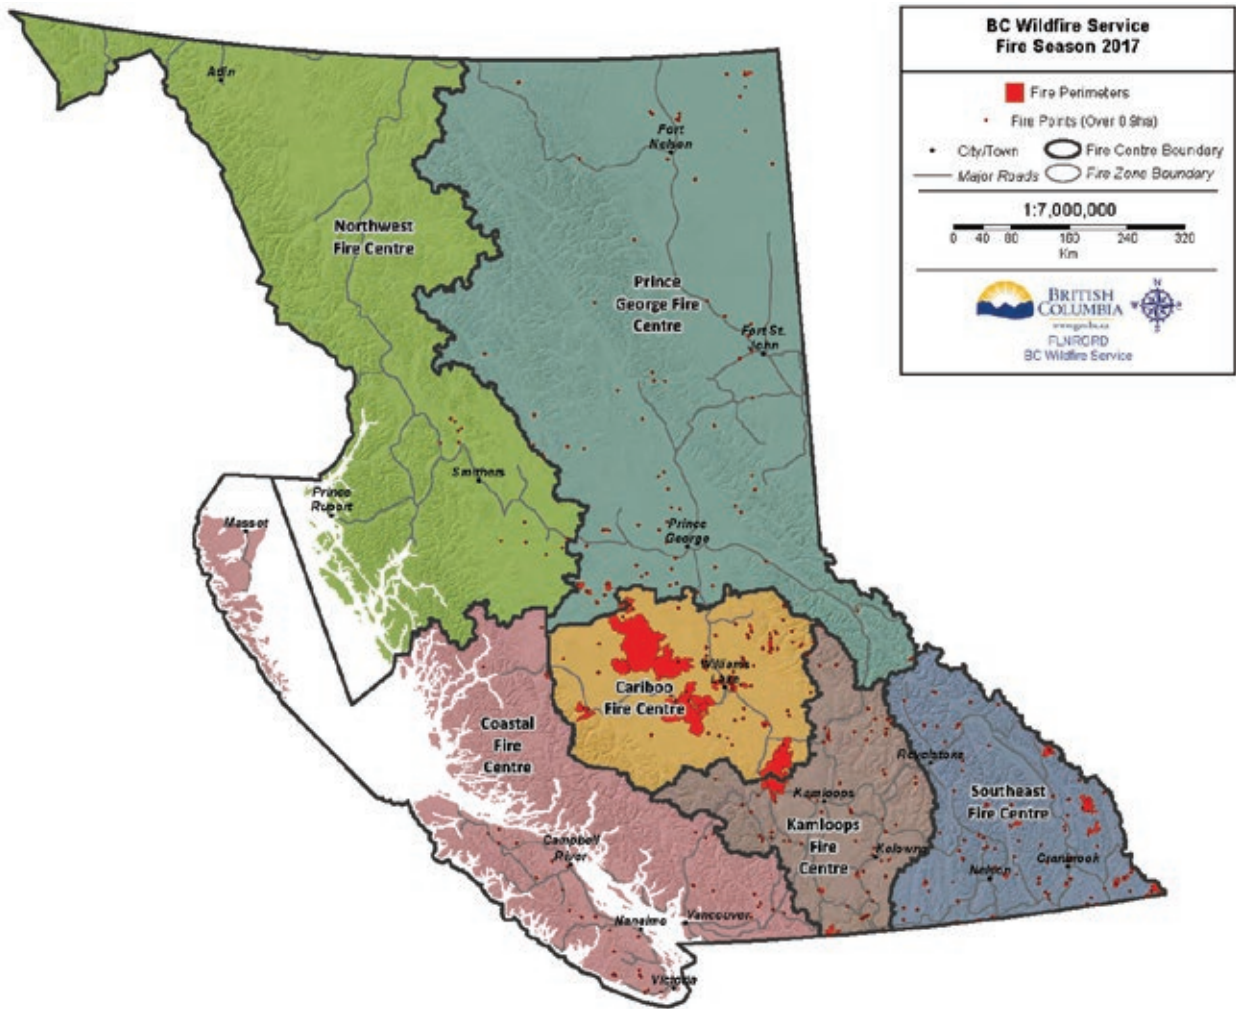 BC Wildfire Service
Fire Season 2017
Fire Perimeters
Fire Points (Over 0.9ha)
City/Town
Fire Centre Boundary
Major Roads
Fire Zone Boundary
1:7,000,000
0 40 80 160 240 320
Km
BRITISH
COLUMBIA
www.gov.bc.ca
FLNRORD
BC Wildfire Service
Atlin
Fort
Nelson
Northwest
Fire Centre
Prince
George Fire
Centre
Fort St.
John
Smithers
Prince
Rupert
Masset
Prince
George
Williams
Lake
Cariboo
Fire Centre
Coastal
Fire
Centre
Revelstoke
Kamloops
Southeast
Fire Centre
Kamloops
Fire
Centre
Kelowna
Campbell
River
Cranbrook
Nelson
Nanaimo
Vancouver
Victoria